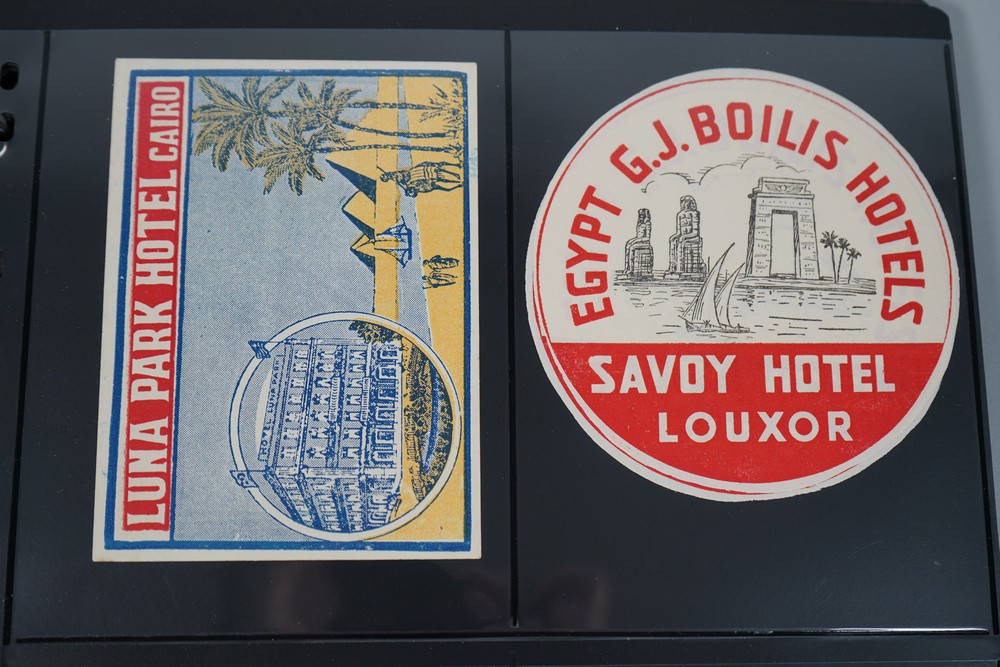 LUNA PARK HOTEL CAIRO
HOTEL LUNA PARK
EGYPT G.J. BOILIS HOTELS
SAVOY HOTEL
LOUXOR